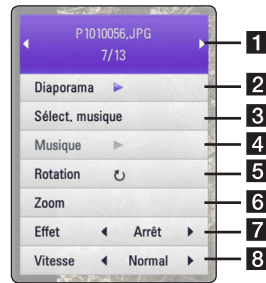 P1010056.JPG
1
7/13
Diaporama
2
Sélect. musique
3
Musique
4
Rotation
5
Zoom
6
Effet
Arrêt
7
Vitesse
Normal
8